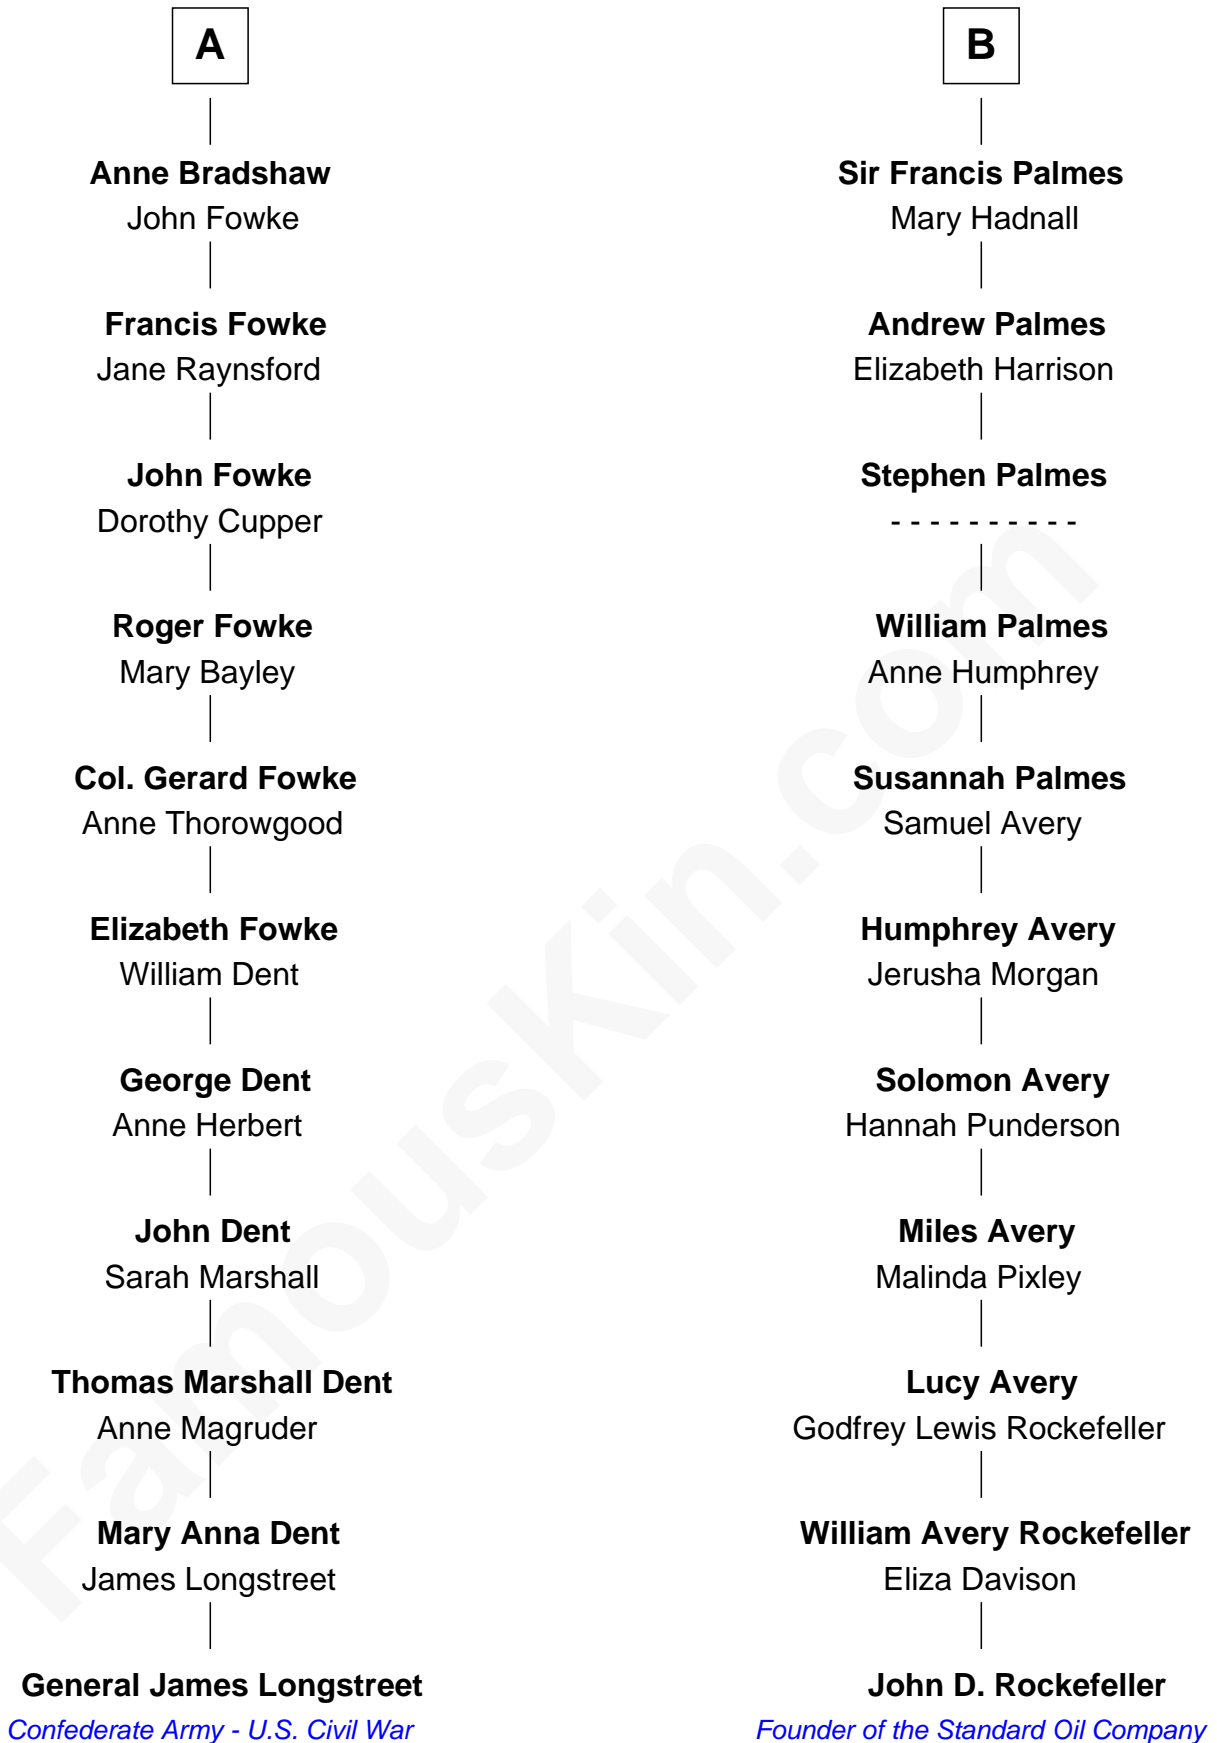 A
Anne Bradshaw
John Fowke
Francis Fowke
Jane Raynsford
John Fowke
Dorothy Cupper
Roger Fowke
Mary Bayley
Col. Gerard Fowke
Anne Thorowgood
Elizabeth Fowke
William Dent
George Dent
Anne Herbert
John Dent
Sarah Marshall
Thomas Marshall Dent
Anne Magruder
Mary Anna Dent
James Longstreet
General James Longstreet
Confederate Army - U.S. Civil War
B
Sir Francis Palmes
Mary Hadnall
Andrew Palmes
Elizabeth Harrison
Stephen Palmes
- - - - - - - - - -
William Palmes
Anne Humphrey
Susannah Palmes
Samuel Avery
Humphrey Avery
Jerusha Morgan
Solomon Avery
Hannah Punderson
Miles Avery
Malinda Pixley
Lucy Avery
Godfrey Lewis Rockefeller
William Avery Rockefeller
Eliza Davison
John D. Rockefeller
Founder of the Standard Oil Company
FamousKin.com